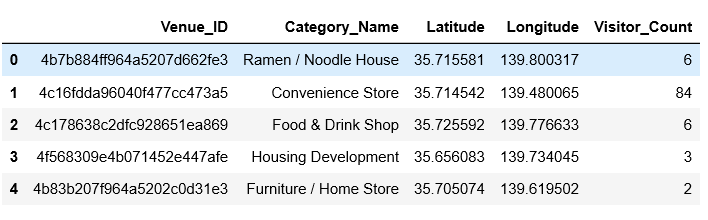 Venue_ID Category_Name Latitude Longitude Visitor_Count
0 4b7b884ff964a5207d662fe3 Ramen / Noodle House 35.715581 139.800317 6
1 4c16fdda96040f477cc473a5 Convenience Store 35.714542 139.480065 84
2 4c178638c2dfc928651ea869 Food & Drink Shop 35.725592 139.776633 6
3 4f568309e4b071452e447afe Housing Development 35.656083 139.734045 3
4 4b83b207f964a5202c0d31e3 Furniture / Home Store 35.705074 139.619502 2